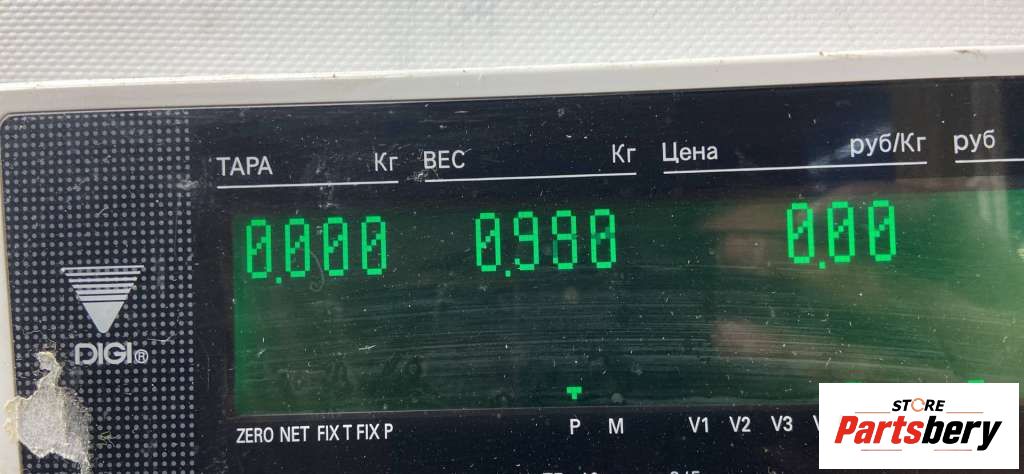 ТАРА Кг ВЕС Кг Цена руб/Кг руб
0.000 0.990 0.00
DIGI®
ZERO NET FIX T FIX P P M V1 V2 V3
STORE
Partsbery